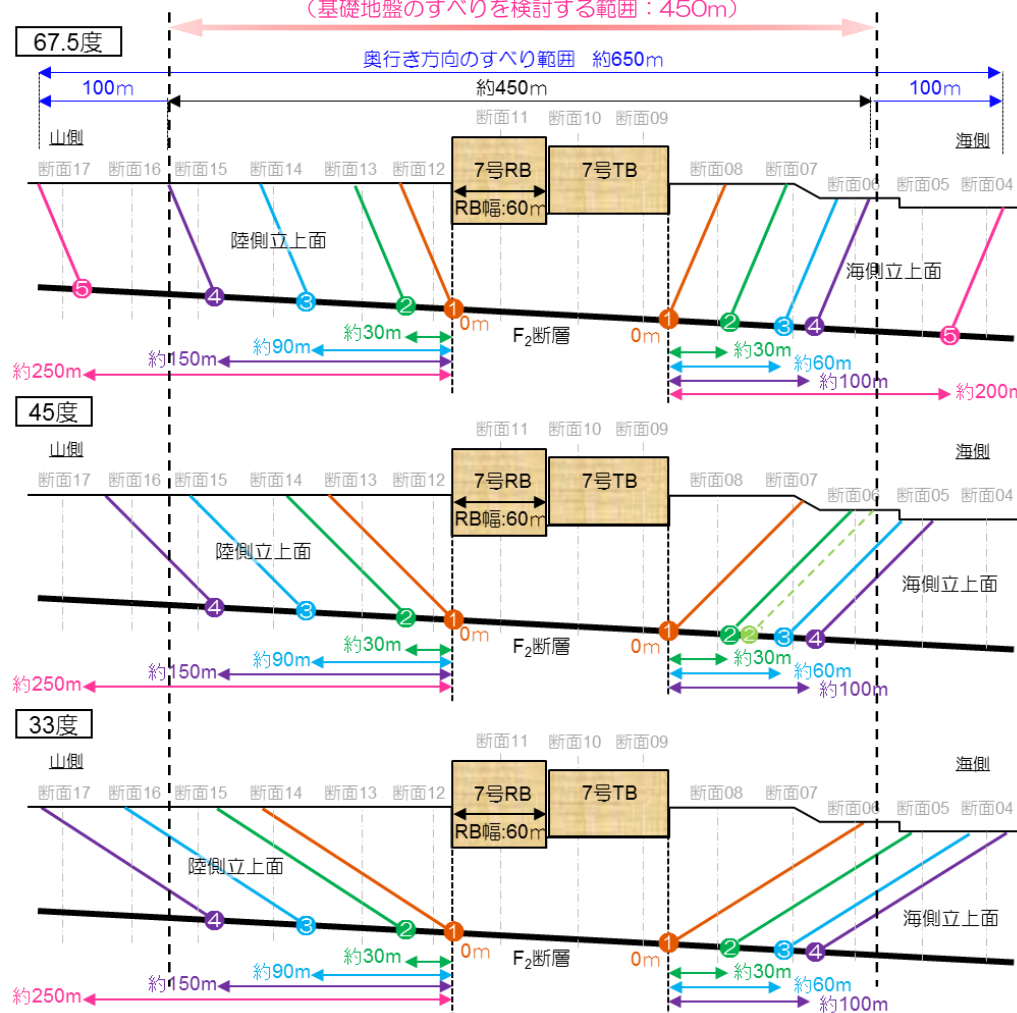 (基礎地盤のすべりを検討する範囲：450m)
67.5度
奥行き方向のすべり範囲 約650m
100m 約450m 100m
断面11 断面10 断面09
山側 海側
断面17 断面16 断面15 断面14 断面13 断面12 7号RB 7号TB 断面08 断面07 断面06 断面05 断面04
RB幅:60m
陸側立上面 海側立上面
5 4 3 2 1 1 2 3 4 5
0m F2断層 0m
約30m 約30m
約90m 約60m
約150m 約100m
約250m 約200m
45度
断面11 断面10 断面09
山側 海側
断面17 断面16 断面15 断面14 断面13 断面12 7号RB 7号TB 断面08 断面07 断面06 断面05 断面04
RB幅:60m
陸側立上面 海側立上面
4 3 2 1 1 2 2 3 4
0m F2断層 0m
約30m 約30m
約90m 約60m
約150m 約100m
約250m
33度
断面11 断面10 断面09
山側 海側
断面17 断面16 断面15 断面14 断面13 断面12 7号RB 7号TB 断面08 断面07 断面06 断面05 断面04
RB幅:60m
陸側立上面 海側立上面
4 3 2 1 1 2 3 4
0m F2断層 0m
約30m 約30m
約90m 約60m
約150m 約100m
約250m